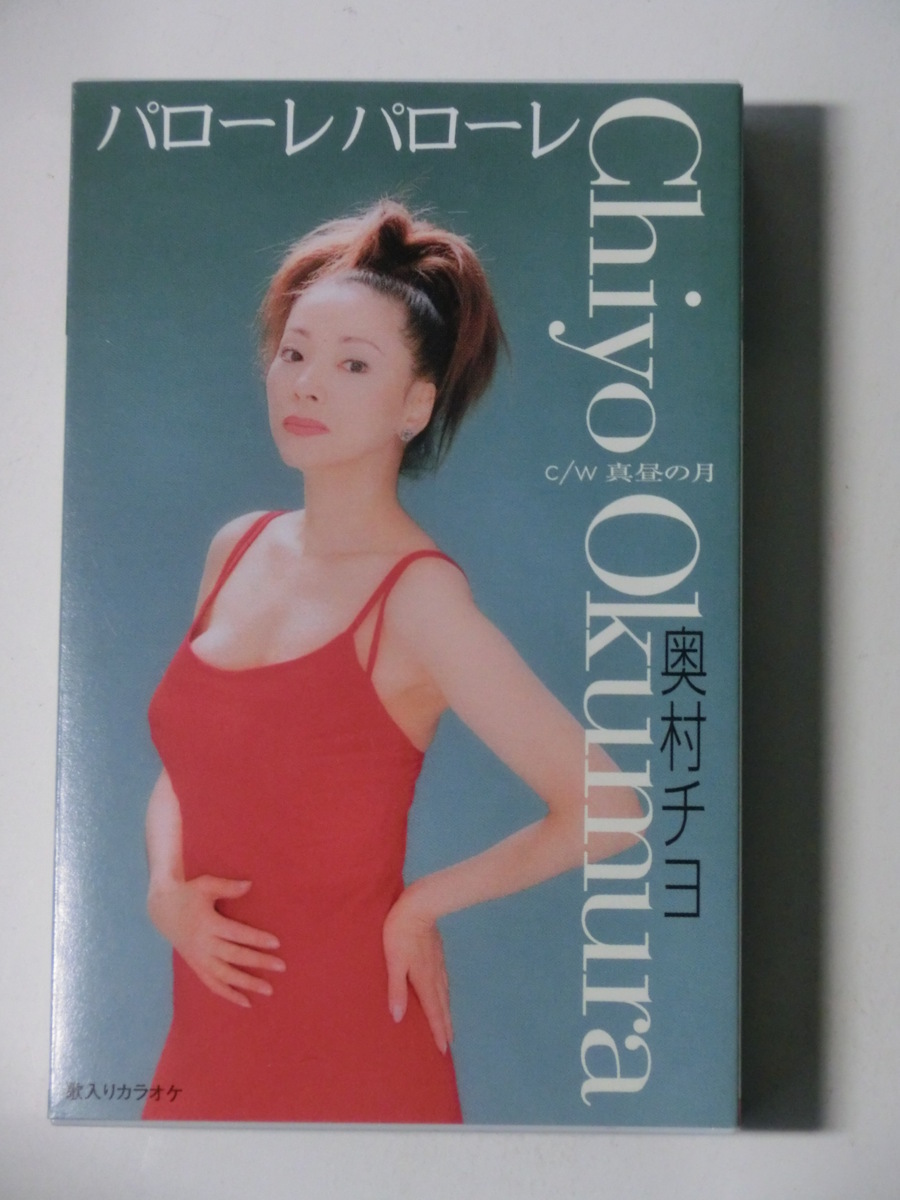 パローレ パローレ
Chiyo Okumura
c/w 真昼の月
奥村チヨ
歌入りカラオケ